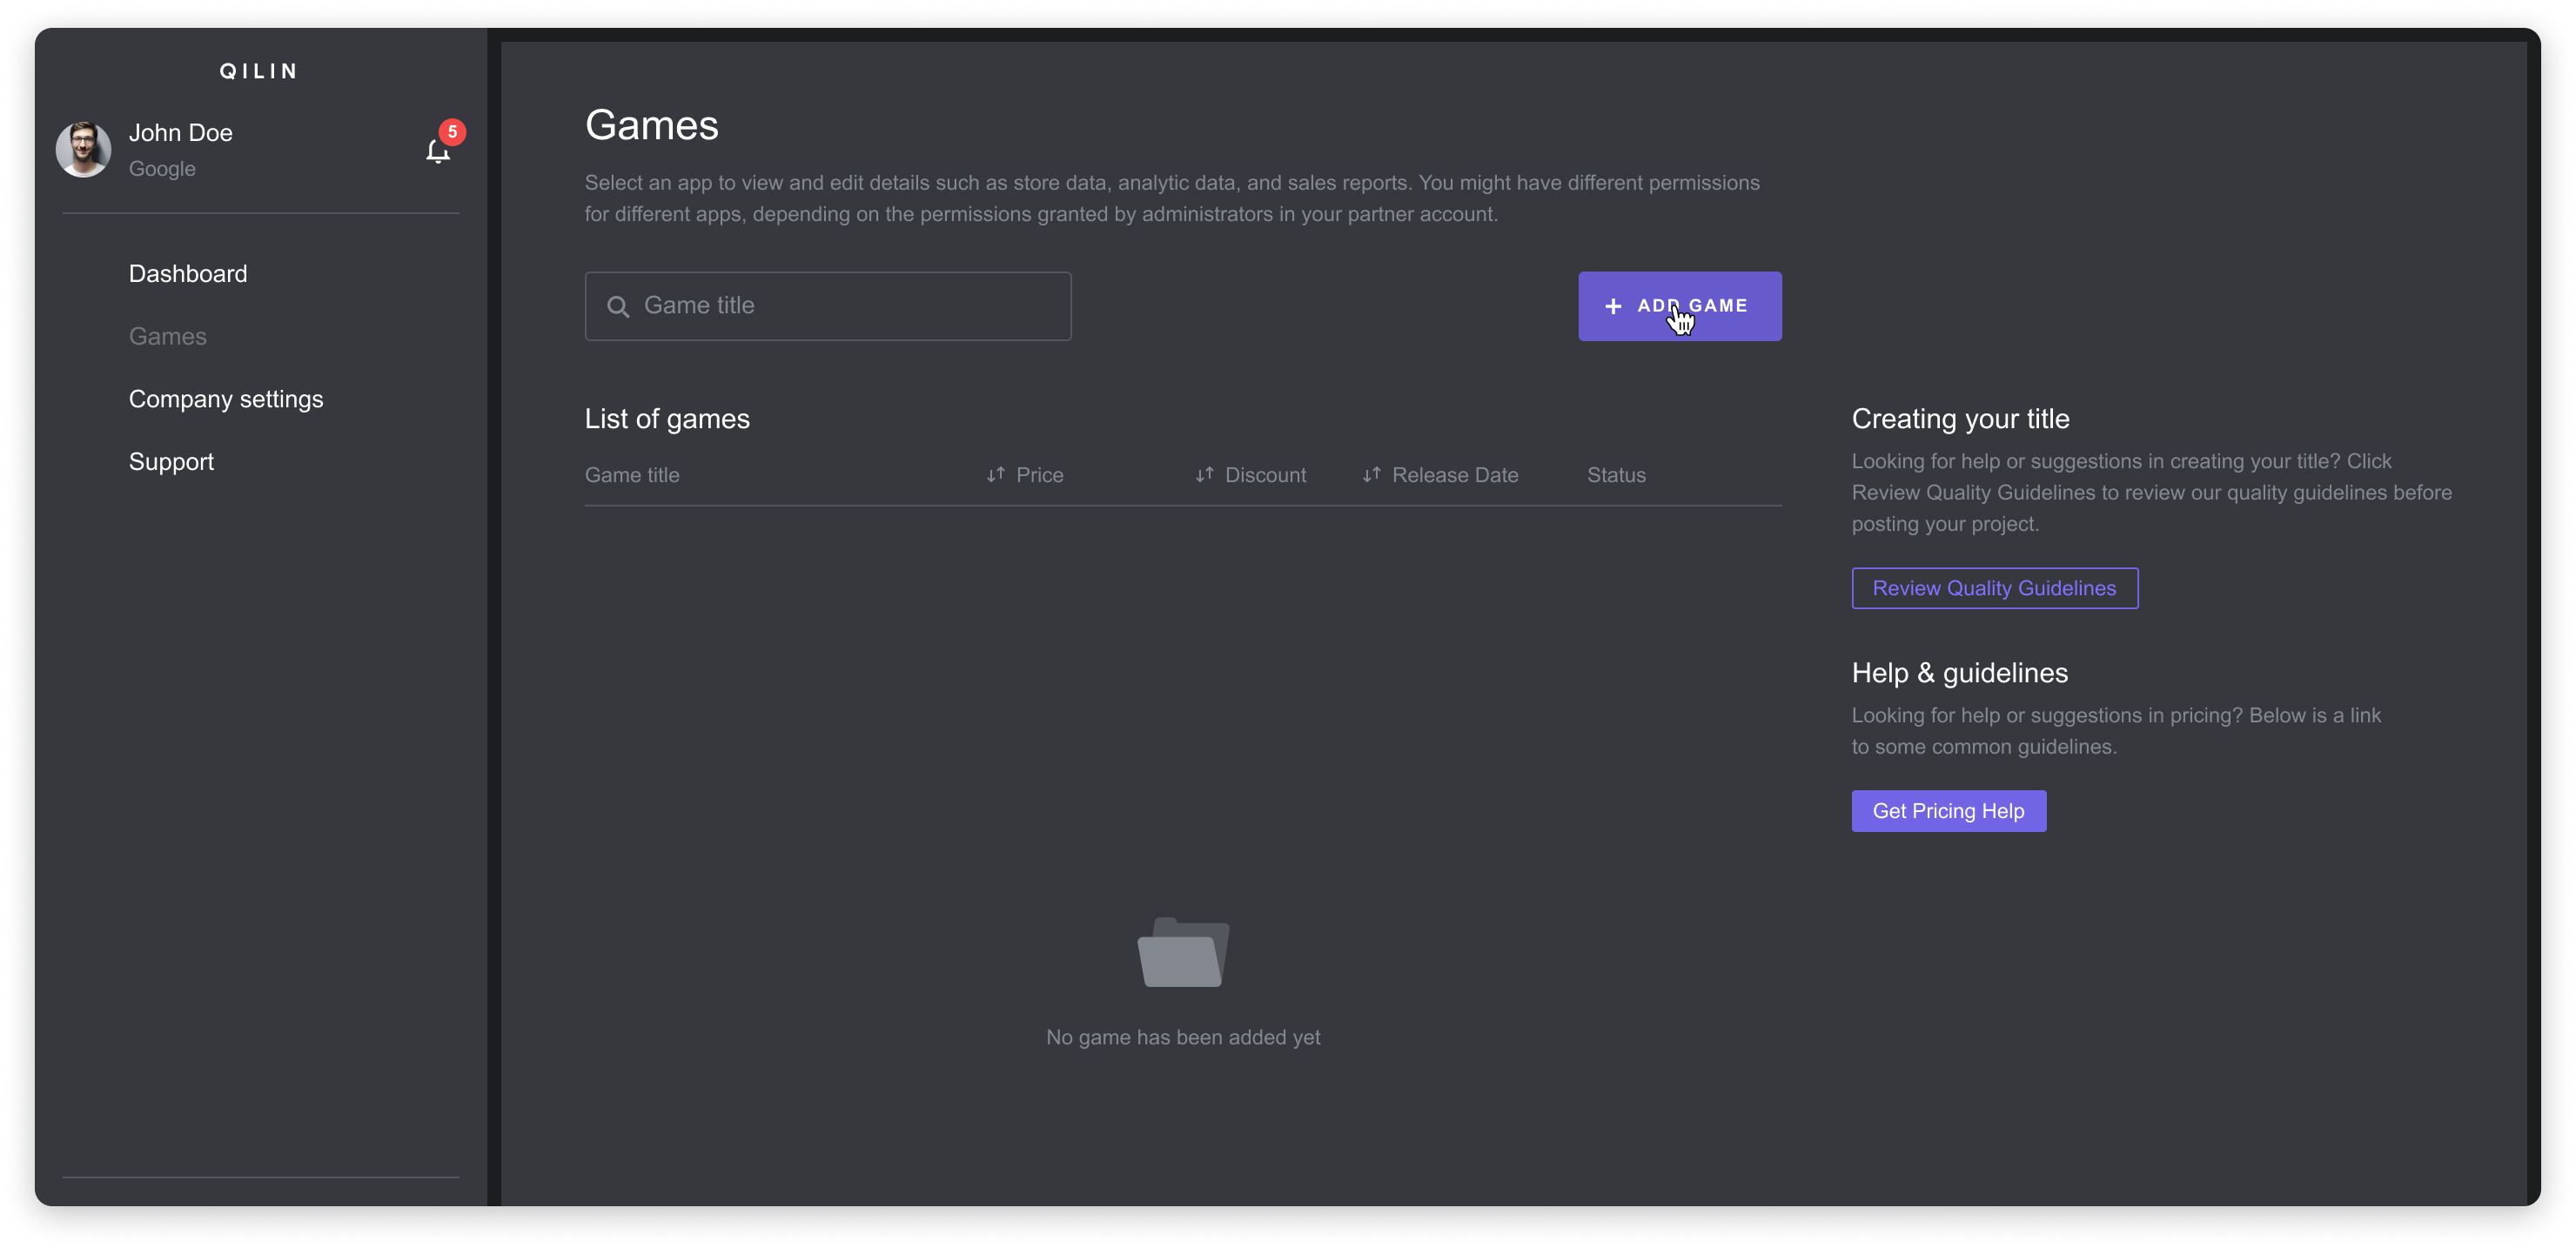 QILIN
John Doe
5
Google
Dashboard
Games
Company settings
Support
Games
Select an app to view and edit details such as store data, analytic data, and sales reports. You might have different permissions
for different apps, depending on the permissions granted by administrators in your partner account.
Game title
ADD GAME
List of games
Game title Price Discount Release Date Status
No game has been added yet
Creating your title
Looking for help or suggestions in creating your title? Click
Review Quality Guidelines to review our quality guidelines before
posting your project.
Review Quality Guidelines
Help & guidelines
Looking for help or suggestions in pricing? Below is a link
to some common guidelines.
Get Pricing Help